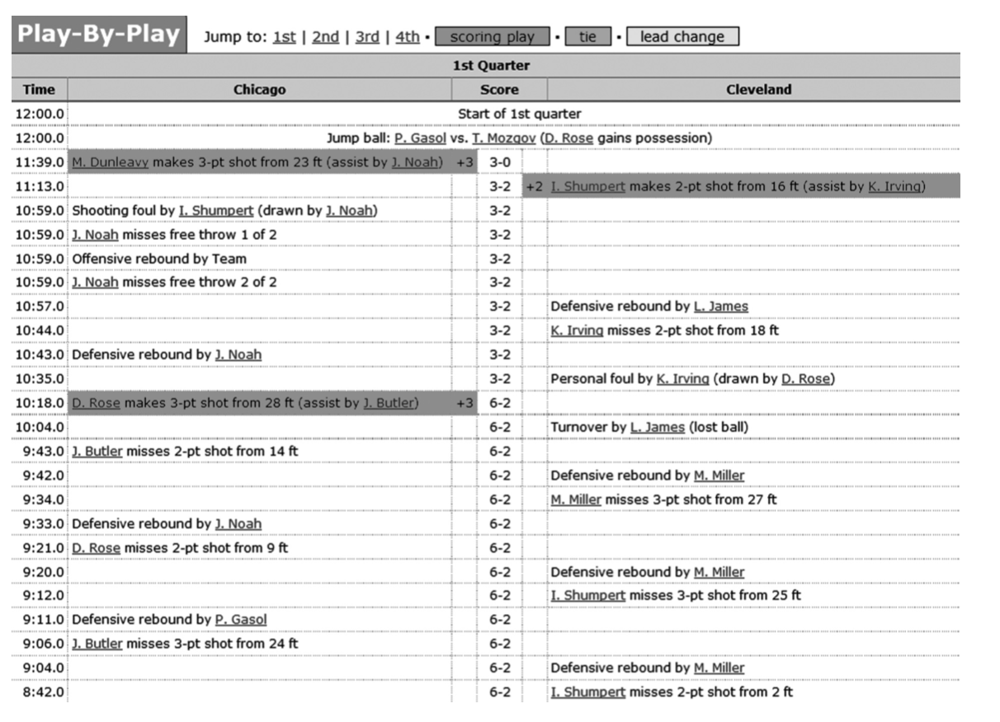 Play-By-Play Jump to: 1st | 2nd | 3rd | 4th • scoring play • tie • lead change
1st Quarter
Time Chicago Score Cleveland
12:00.0 Start of 1st quarter
12:00.0 Jump ball: P. Gasol vs. T. Mozgov (D. Rose gains possession)
11:39.0 M. Dunleavy makes 3-pt shot from 23 ft (assist by J. Noah) +3 3-0
11:13.0 3-2 +2 I. Shumpert makes 2-pt shot from 16 ft (assist by K. Irving)
10:59.0 Shooting foul by I. Shumpert (drawn by J. Noah) 3-2
10:59.0 J. Noah misses free throw 1 of 2 3-2
10:59.0 Offensive rebound by Team 3-2
10:59.0 J. Noah misses free throw 2 of 2 3-2
10:57.0 3-2 Defensive rebound by L. James
10:44.0 3-2 K. Irving misses 2-pt shot from 18 ft
10:43.0 Defensive rebound by J. Noah 3-2
10:35.0 3-2 Personal foul by K. Irving (drawn by D. Rose)
10:18.0 D. Rose makes 3-pt shot from 28 ft (assist by J. Butler) +3 6-2
10:04.0 6-2 Turnover by L. James (lost ball)
9:43.0 J. Butler misses 2-pt shot from 14 ft 6-2
9:42.0 6-2 Defensive rebound by M. Miller
9:34.0 6-2 M. Miller misses 3-pt shot from 27 ft
9:33.0 Defensive rebound by J. Noah 6-2
9:21.0 D. Rose misses 2-pt shot from 9 ft 6-2
9:20.0 6-2 Defensive rebound by M. Miller
9:12.0 6-2 I. Shumpert misses 3-pt shot from 25 ft
9:11.0 Defensive rebound by P. Gasol 6-2
9:06.0 J. Butler misses 3-pt shot from 24 ft 6-2
9:04.0 6-2 Defensive rebound by M. Miller
8:42.0 6-2 I. Shumpert misses 2-pt shot from 2 ft